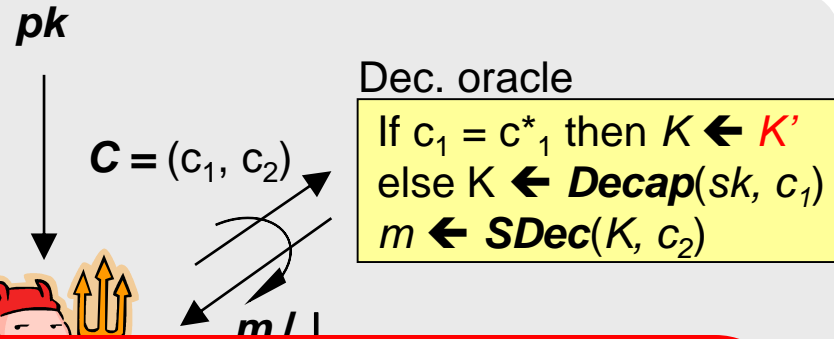 pk
Dec. oracle
C = (c₁, c₂)
If c₁ = c*₁ then K 🡸 K’
else K 🡸 Decap(sk, c₁)
m 🡸 SDec(K, c₂)
m /